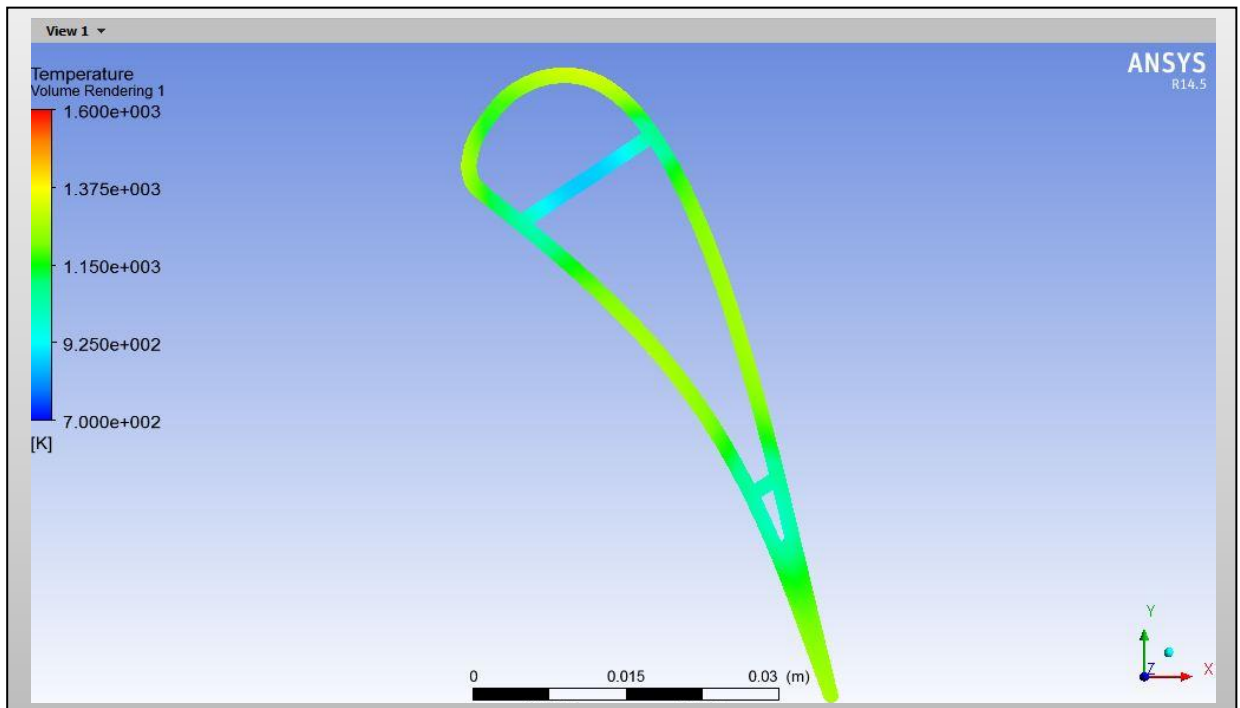 View 1
ANSYS
R14.5
Temperature
Volume Rendering 1
1.600e+003
1.375e+003
1.150e+003
9.250e+002
7.000e+002
[K]
0 0.015 0.03 (m)
Y
Z X